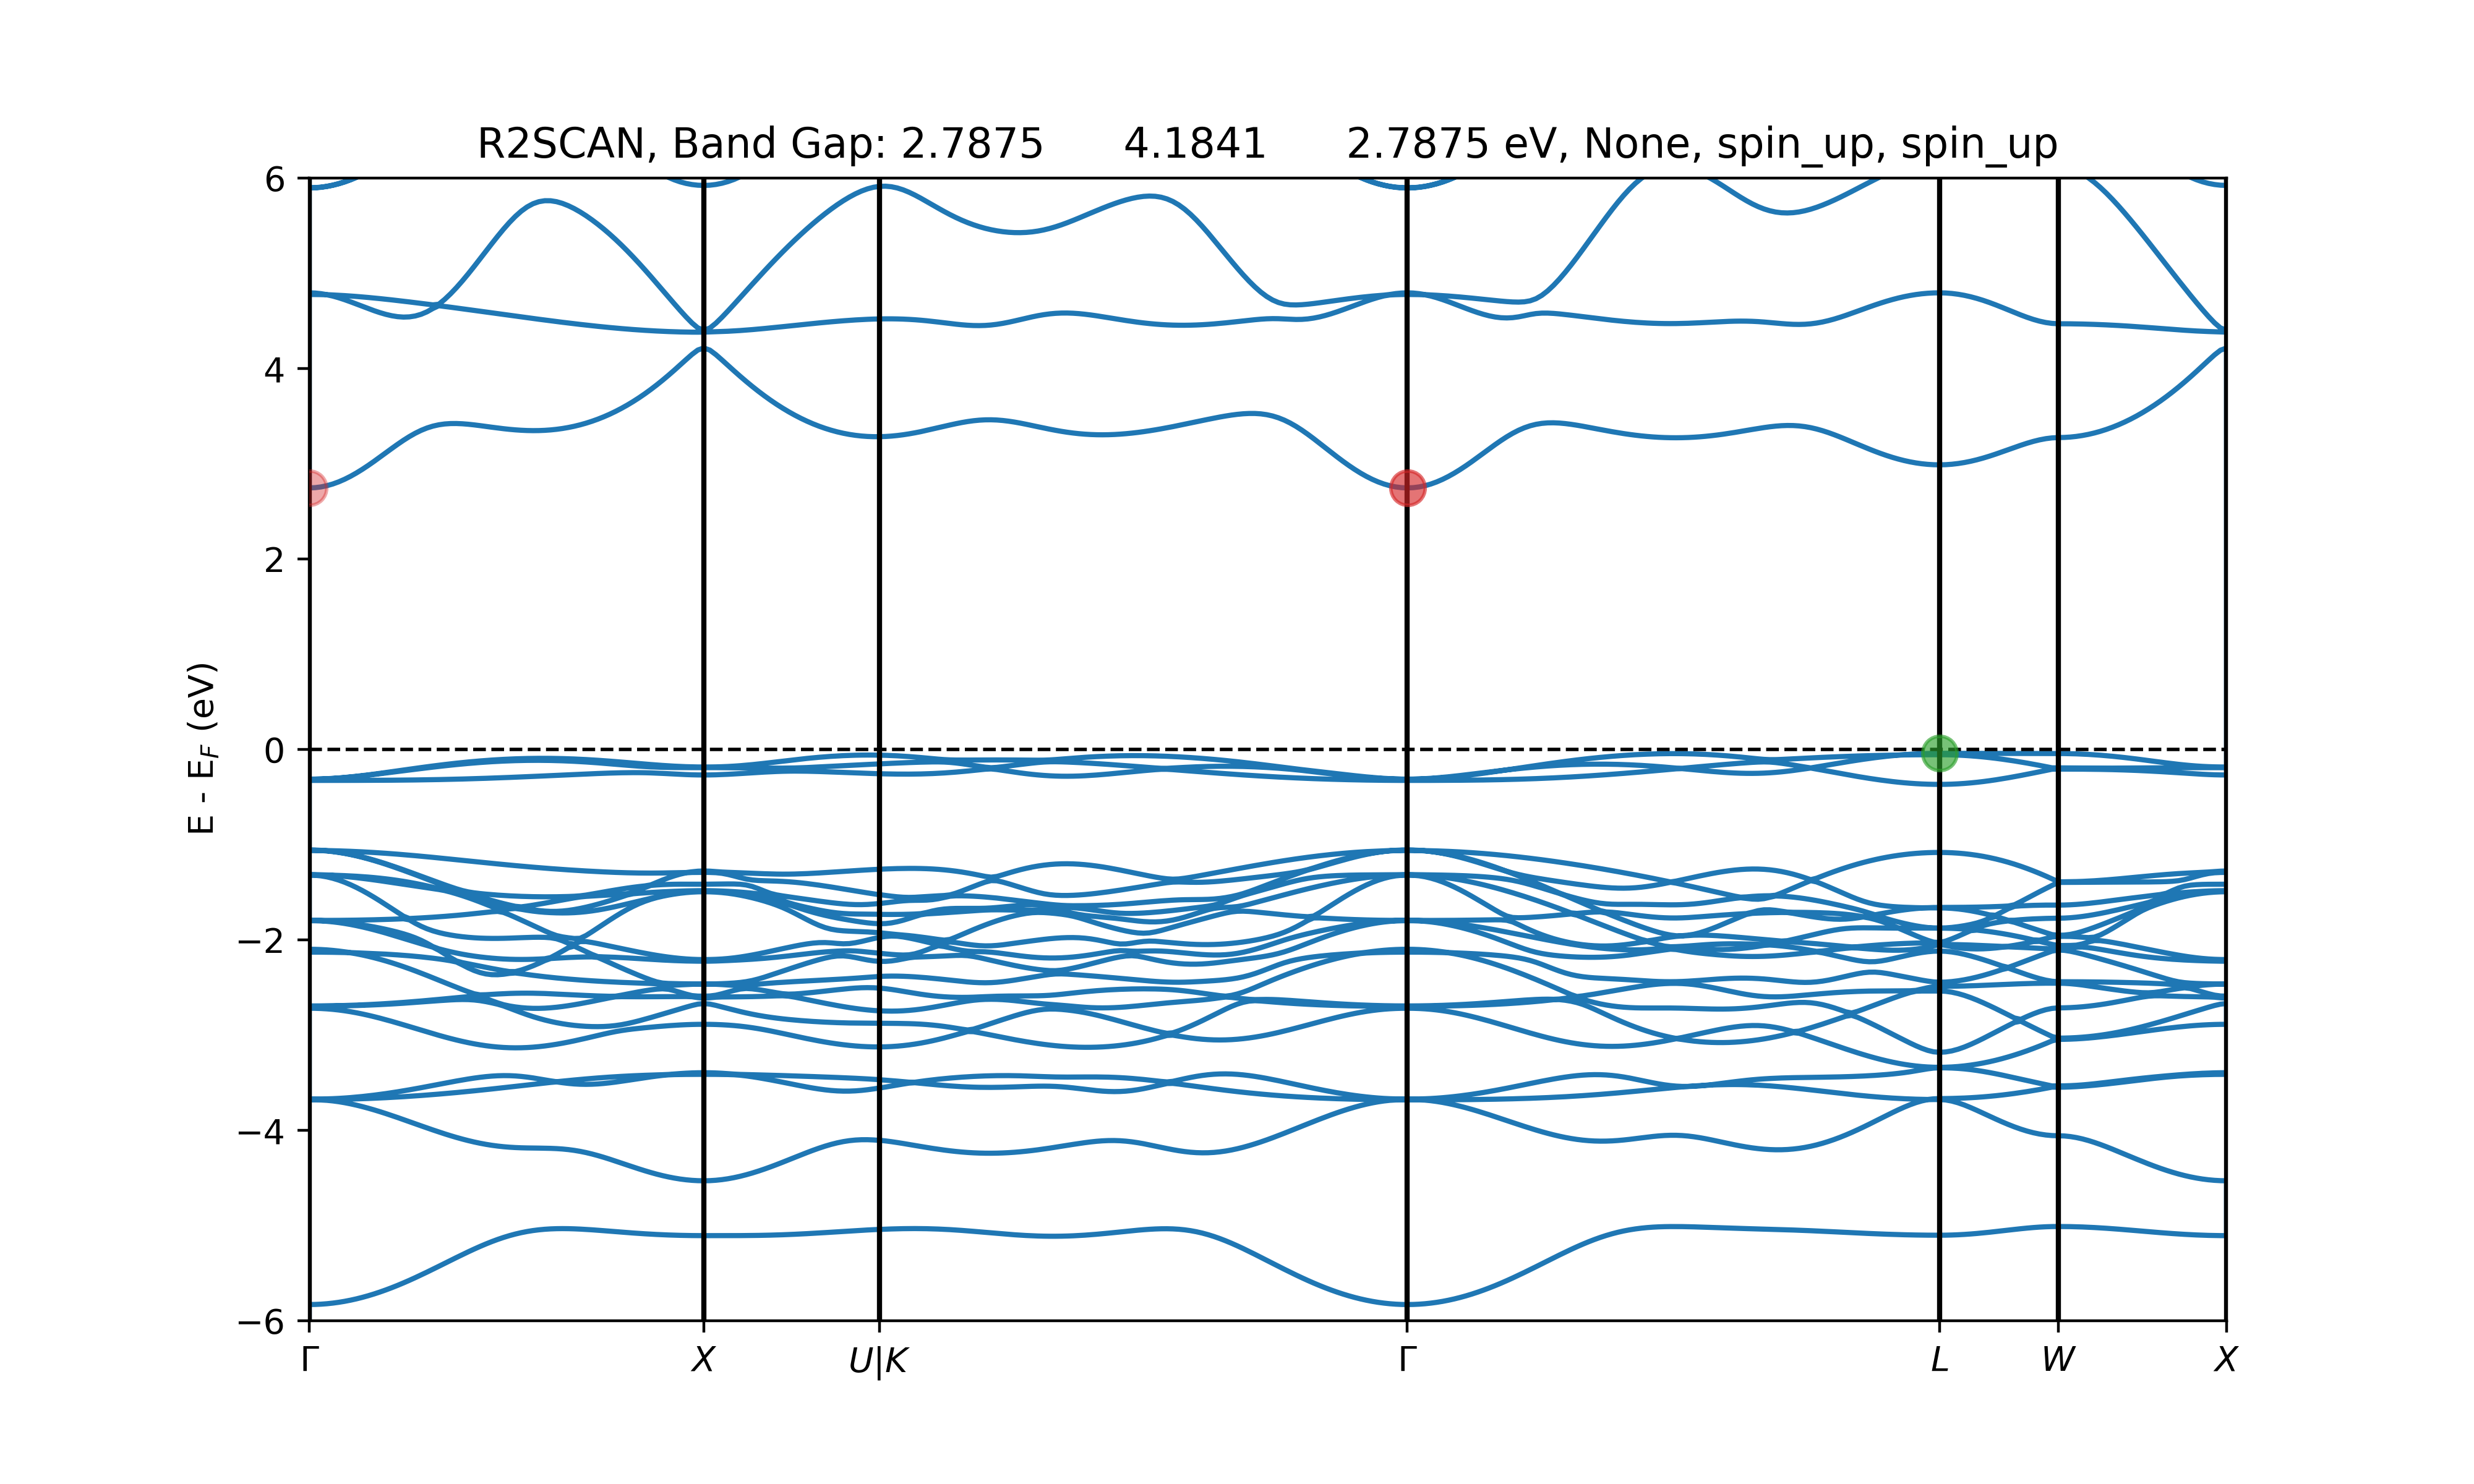 R2SCAN, Band Gap: 2.7875 4.1841 2.7875 eV, None, spin_up, spin_up
6
4
2
0
−2
−4
−6
E - E_F (eV)
Γ X U|K Γ L W X